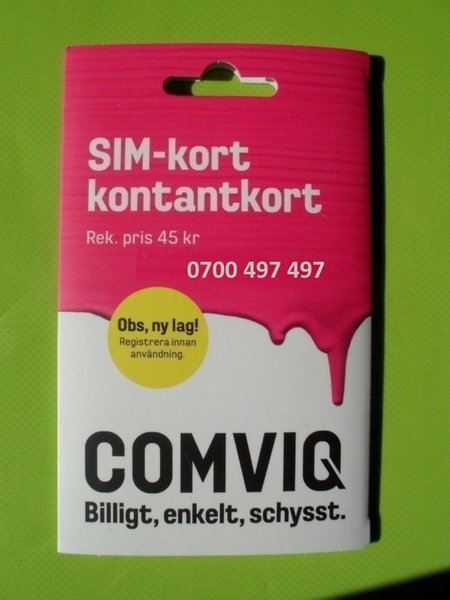 SIM-kort
kontantkort
Rek. pris 45 kr
0700 497 497
Obs, ny lag!
Registrera innan
användning.
COMVIQ
Billigt, enkelt, schysst.